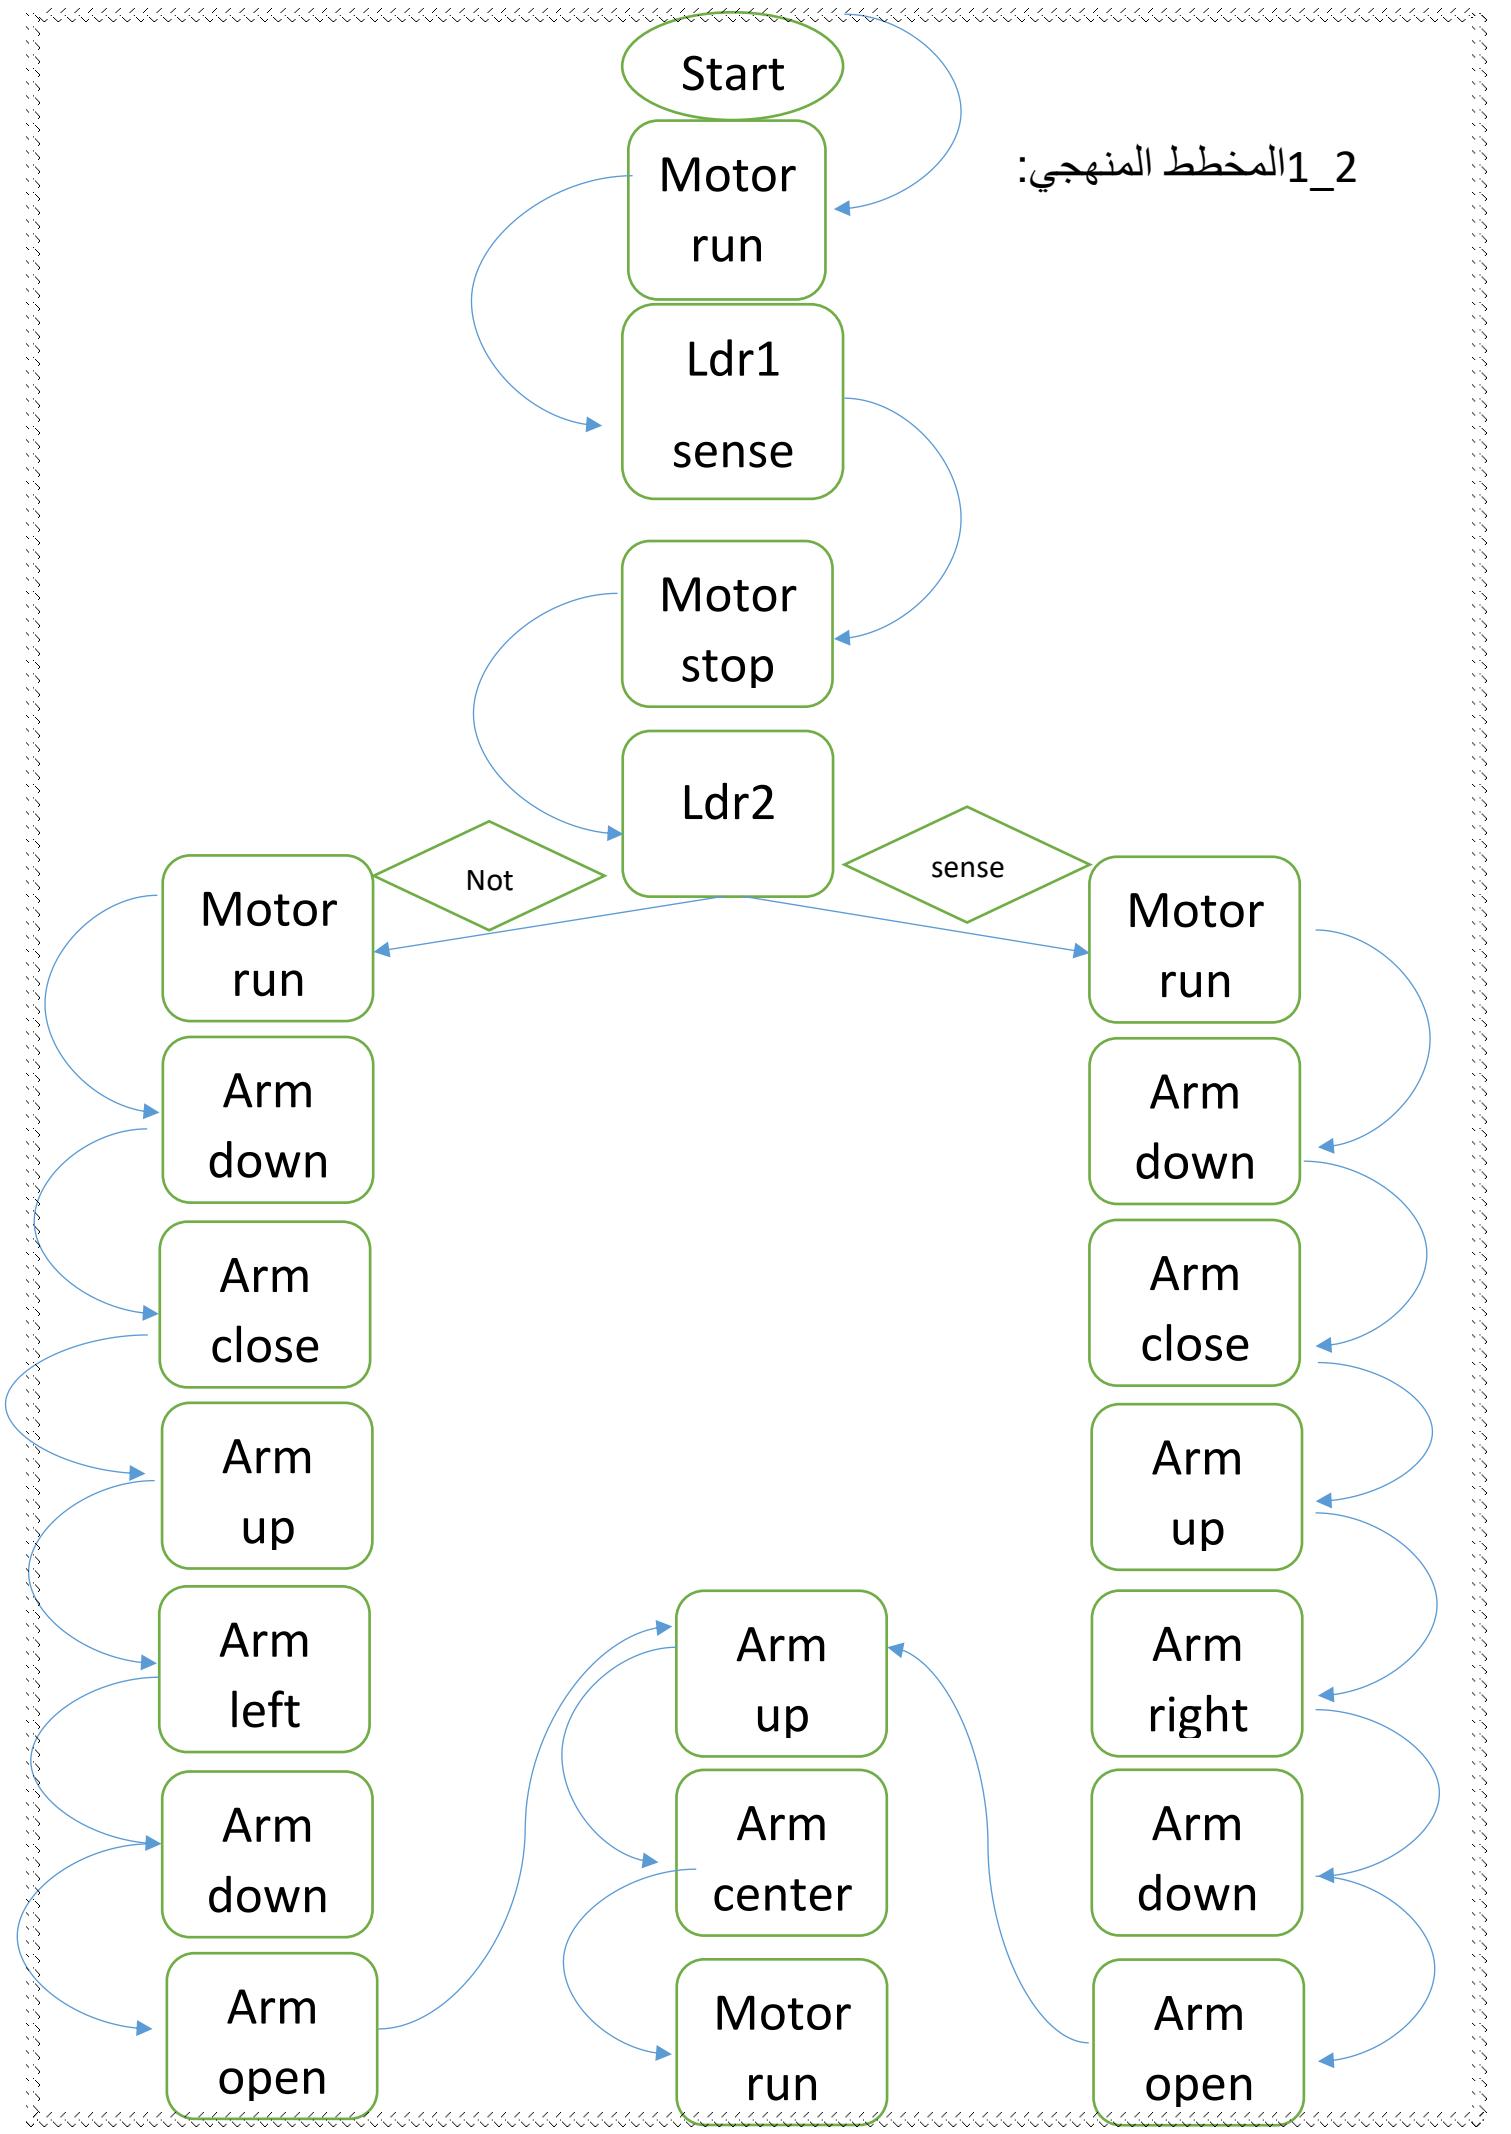 Start
1_2المخطط المنهجي:
Motor
run
Ldr1
sense
Motor
stop
Ldr2
Not
sense
Motor
run
Arm
down
Arm
close
Arm
up
Arm
left
Arm
down
Arm
open
Motor
run
Arm
down
Arm
close
Arm
up
Arm
right
Arm
down
Arm
open
Arm
up
Arm
center
Motor
run